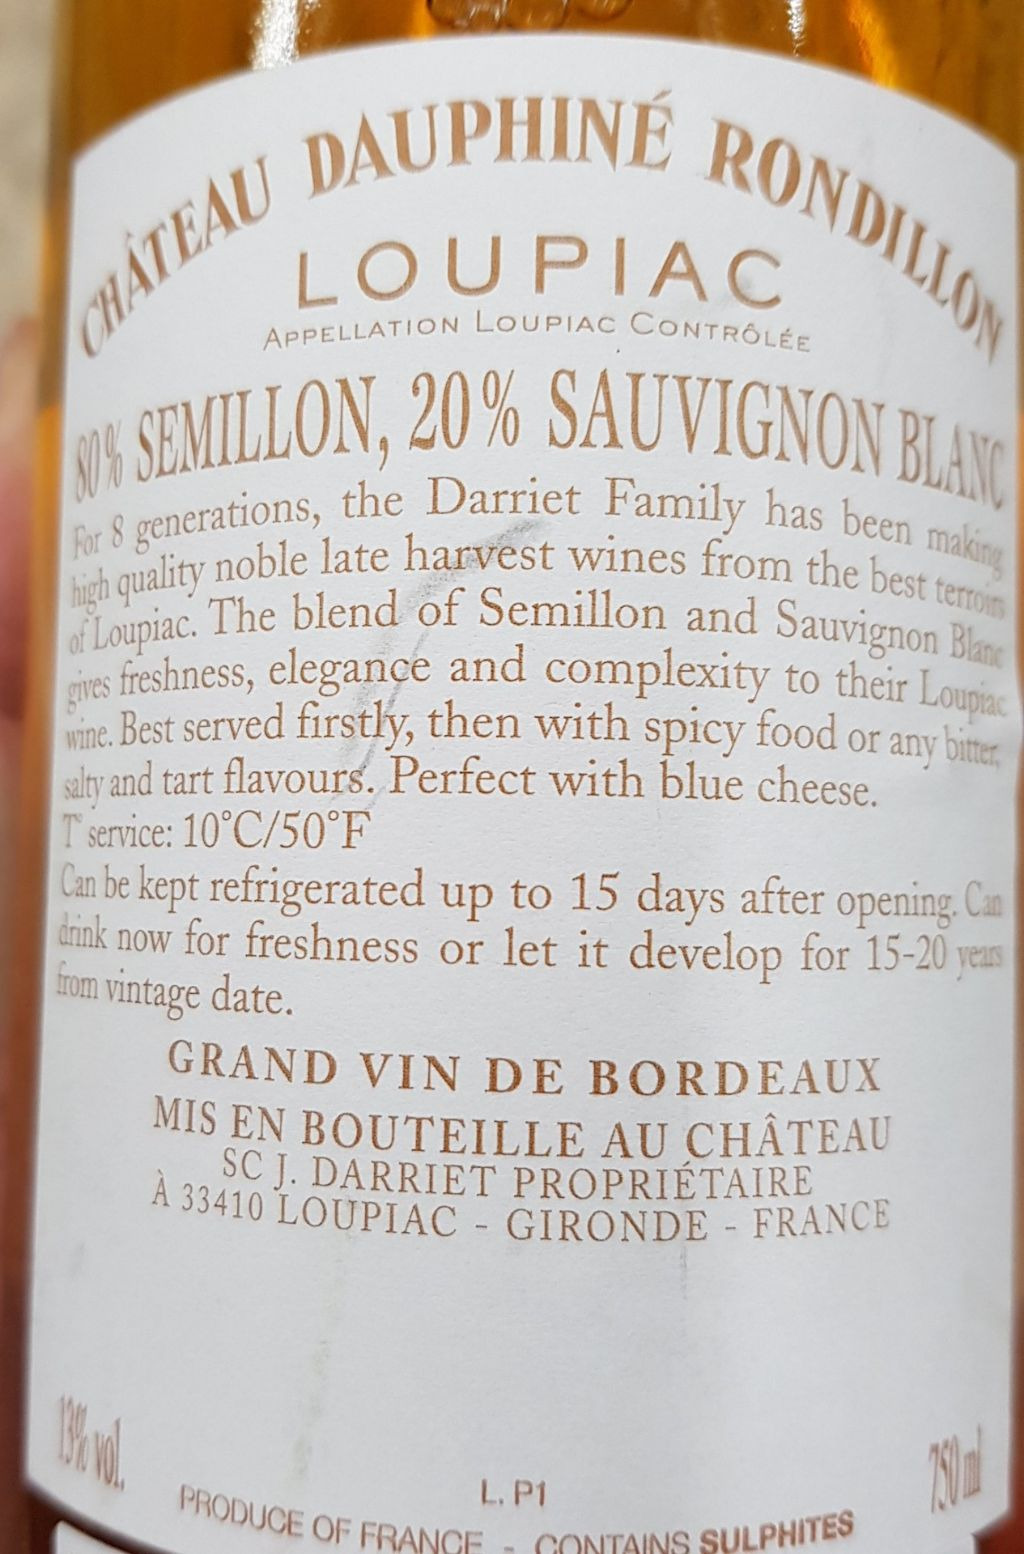 CHÂTEAU DAUPHINÉ RONDILLON
LOUPIAC
APPELLATION LOUPIAC CONTRÔLÉE
80% SEMILLON, 20% SAUVIGNON BLANC
For 8 generations, the Darriet Family has been making
high quality noble late harvest wines from the best terroirs
of Loupiac. The blend of Semillon and Sauvignon Blanc
gives freshness, elegance and complexity to their Loupiac
wine. Best served firstly, then with spicy food or any bitter,
salty and tart flavours. Perfect with blue cheese.
T° service: 10°C/50°F
Can be kept refrigerated up to 15 days after opening. Can
drink now for freshness or let it develop for 15-20 years
from vintage date.
GRAND VIN DE BORDEAUX
MIS EN BOUTEILLE AU CHÂTEAU
SC J. DARRIET PROPRIÉTAIRE
À 33410 LOUPIAC - GIRONDE - FRANCE
13% vol.
750 ml
L. P1
PRODUCE OF FRANCE - CONTAINS SULPHITES